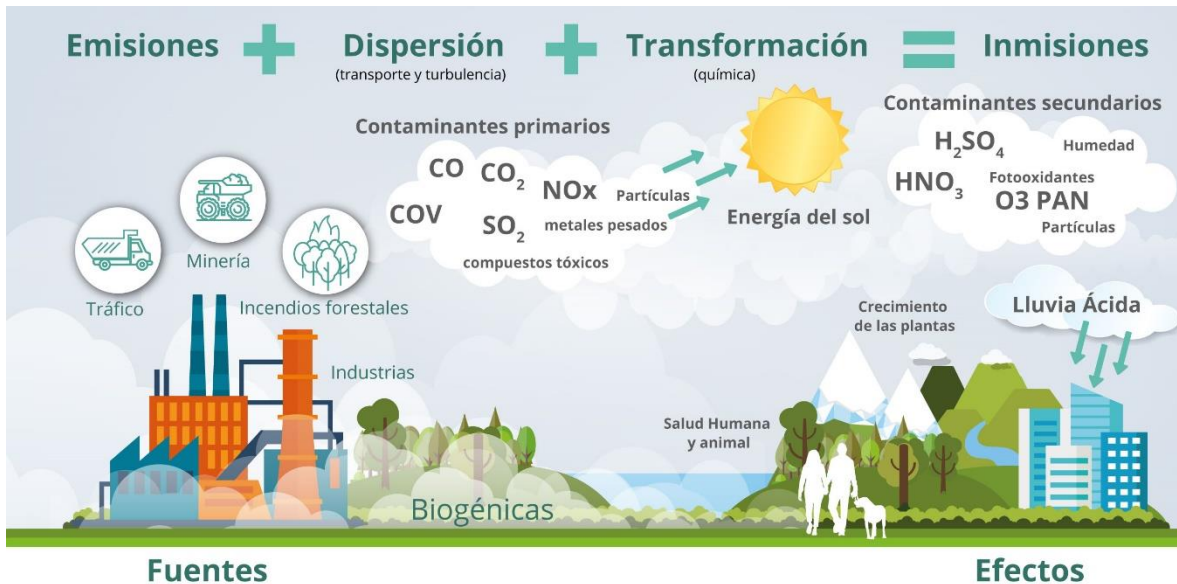 Emisiones + Dispersión + Transformación = Inmisiones
(transporte y turbulencia)
(química)
Contaminantes primarios
CO CO₂ NOx Partículas
COV SO₂ metales pesados
compuestos tóxicos
Energía del sol
Contaminantes secundarios
H₂SO₄ Humedad
HNO₃ Fotooxidantes
O3 PAN
Partículas
Minería
Tráfico
Incendios forestales
Industrias
Biogénicas
Crecimiento
de las plantas
Lluvia Ácida
Salud Humana
y animal
Fuentes
Efectos